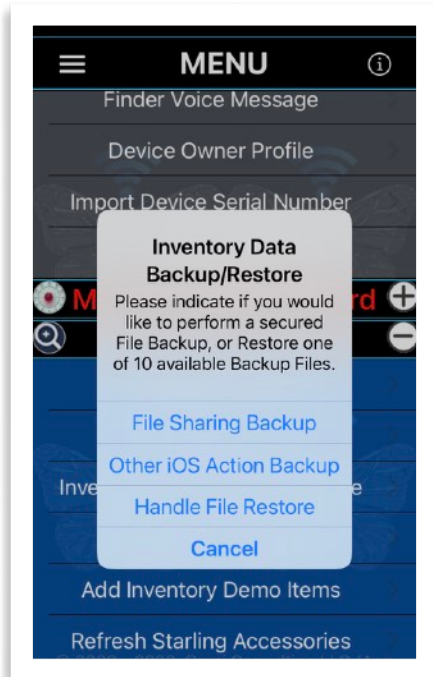 MENU
Finder Voice Message
Device Owner Profile
Import Device Serial Number
Inventory Data
Backup/Restore
Please indicate if you would
like to perform a secured
File Backup, or Restore one
of 10 available Backup Files.
M rd
File Sharing Backup
Other iOS Action Backup
Inve e
Handle File Restore
Cancel
Add Inventory Demo Items
Refresh Starling Accessories